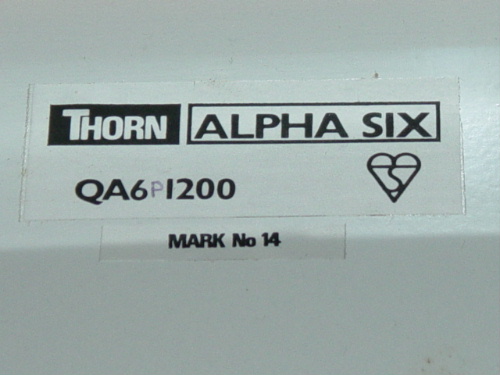 THORN ALPHA SIX
QA6P1200
MARK No 14